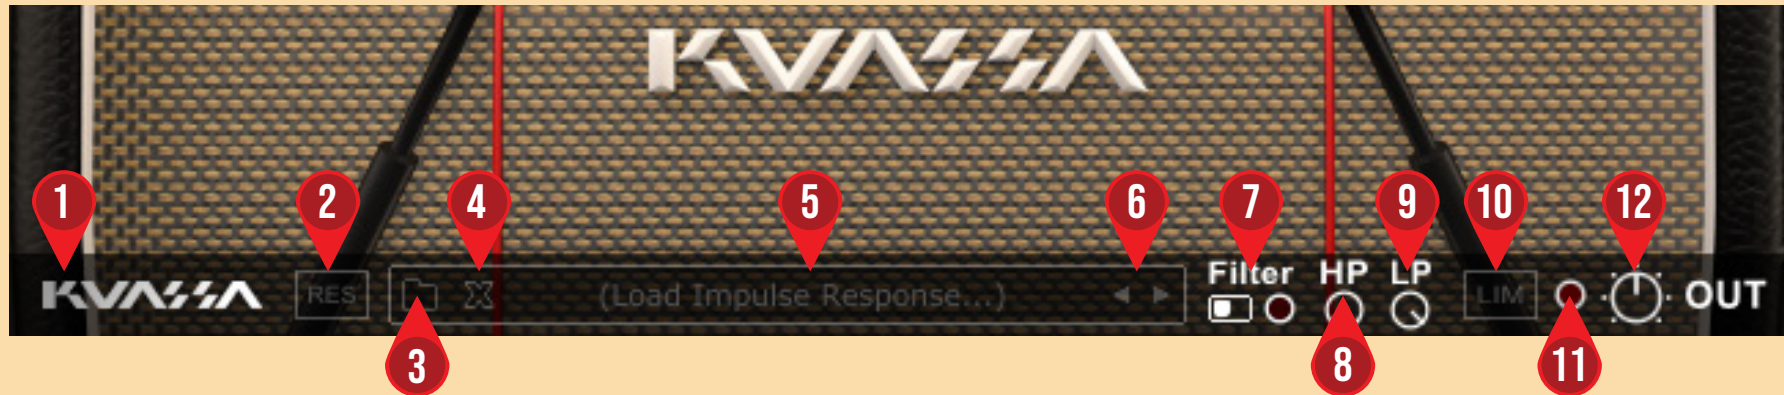 KVASSA
1 2 4 5 6 7 9 10 12
Filter HP LP
KVASSA RES X (Load Impulse Response...) LIM OUT
3 8 11